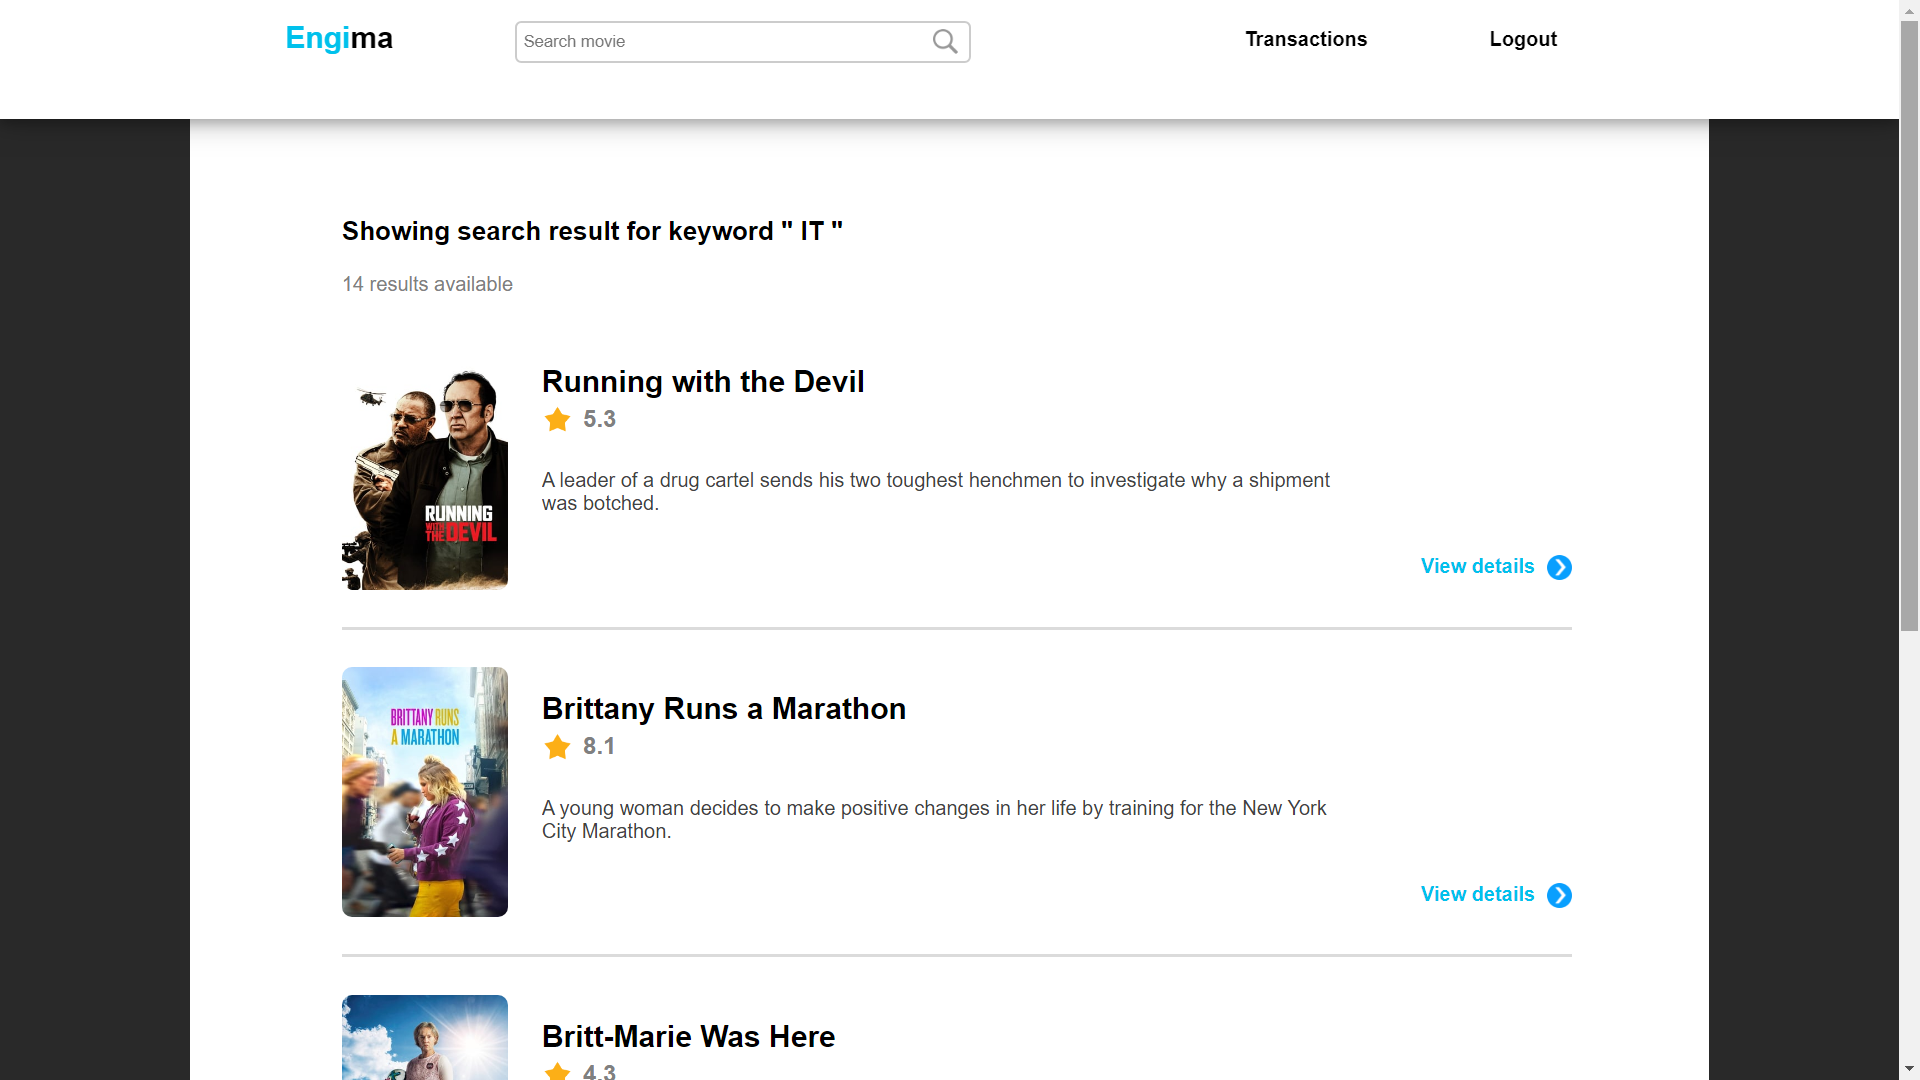 Engima
Search movie
Transactions
Logout
Showing search result for keyword " IT "
14 results available
RUNNING
WITH
THE DEVIL
Running with the Devil
5.3
A leader of a drug cartel sends his two toughest henchmen to investigate why a shipment
was botched.
View details
BRITTANY RUNS
A MARATHON
Brittany Runs a Marathon
8.1
A young woman decides to make positive changes in her life by training for the New York
City Marathon.
View details
Britt-Marie Was Here
4.3